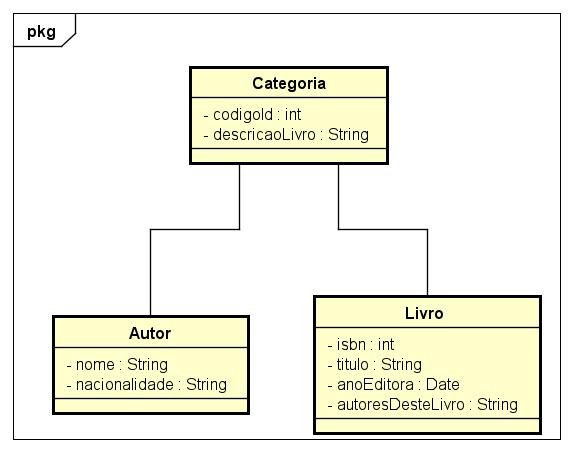 pkg
Categoria
- codigoId : int
- descricaoLivro : String
Autor
- nome : String
- nacionalidade : String
Livro
- isbn : int
- titulo : String
- anoEditora : Date
- autoresDesteLivro : String